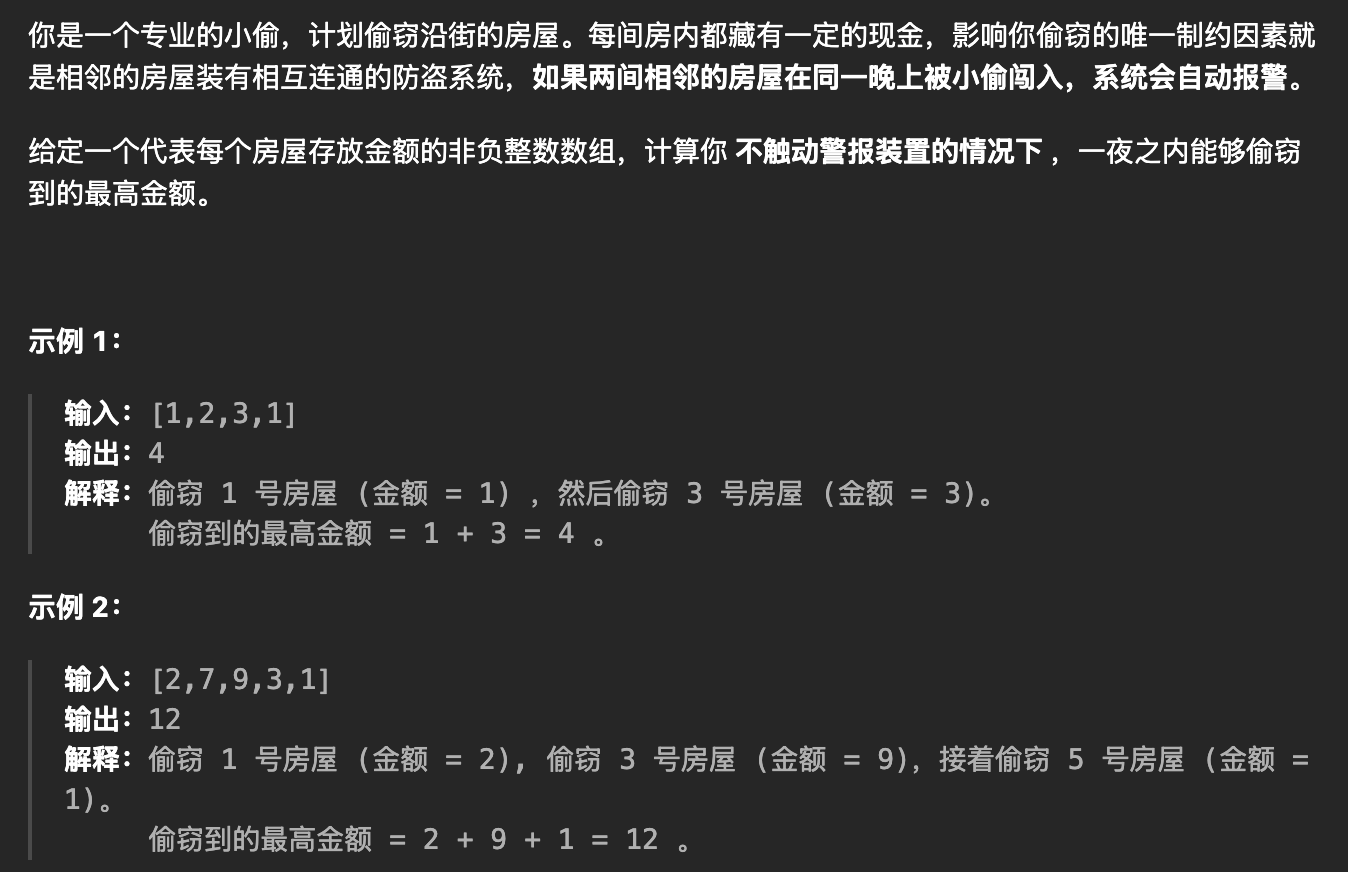 你是一个专业的小偷，计划偷窃沿街的房屋。每间房内都藏有一定的现金，影响你偷窃的唯一制约因素就
是相邻的房屋装有相互连通的防盗系统，如果两间相邻的房屋在同一晚上被小偷闯入，系统会自动报警。
给定一个代表每个房屋存放金额的非负整数数组，计算你 不触动警报装置的情况下 ，一夜之内能够偷窃
到的最高金额。
示例 1：
输入：[1,2,3,1]
输出：4
解释：偷窃 1 号房屋 (金额 = 1) ，然后偷窃 3 号房屋 (金额 = 3)。
偷窃到的最高金额 = 1 + 3 = 4 。
示例 2：
输入：[2,7,9,3,1]
输出：12
解释：偷窃 1 号房屋 (金额 = 2), 偷窃 3 号房屋 (金额 = 9)，接着偷窃 5 号房屋 (金额 =
1)。
偷窃到的最高金额 = 2 + 9 + 1 = 12 。